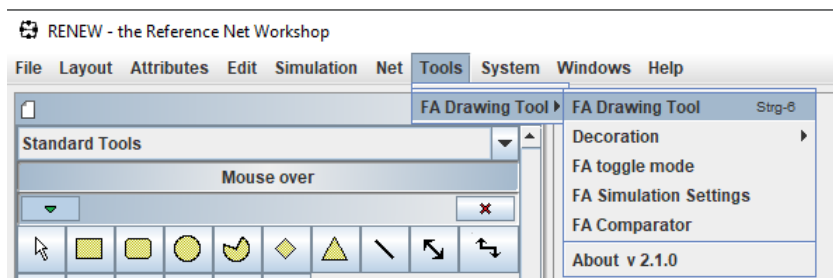 RENEW - the Reference Net Workshop
File Layout Attributes Edit Simulation Net Tools System Windows Help
FA Drawing Tool
FA Drawing Tool Strg-6
Standard Tools
Decoration
Mouse over
FA toggle mode
FA Simulation Settings
FA Comparator
About v 2.1.0